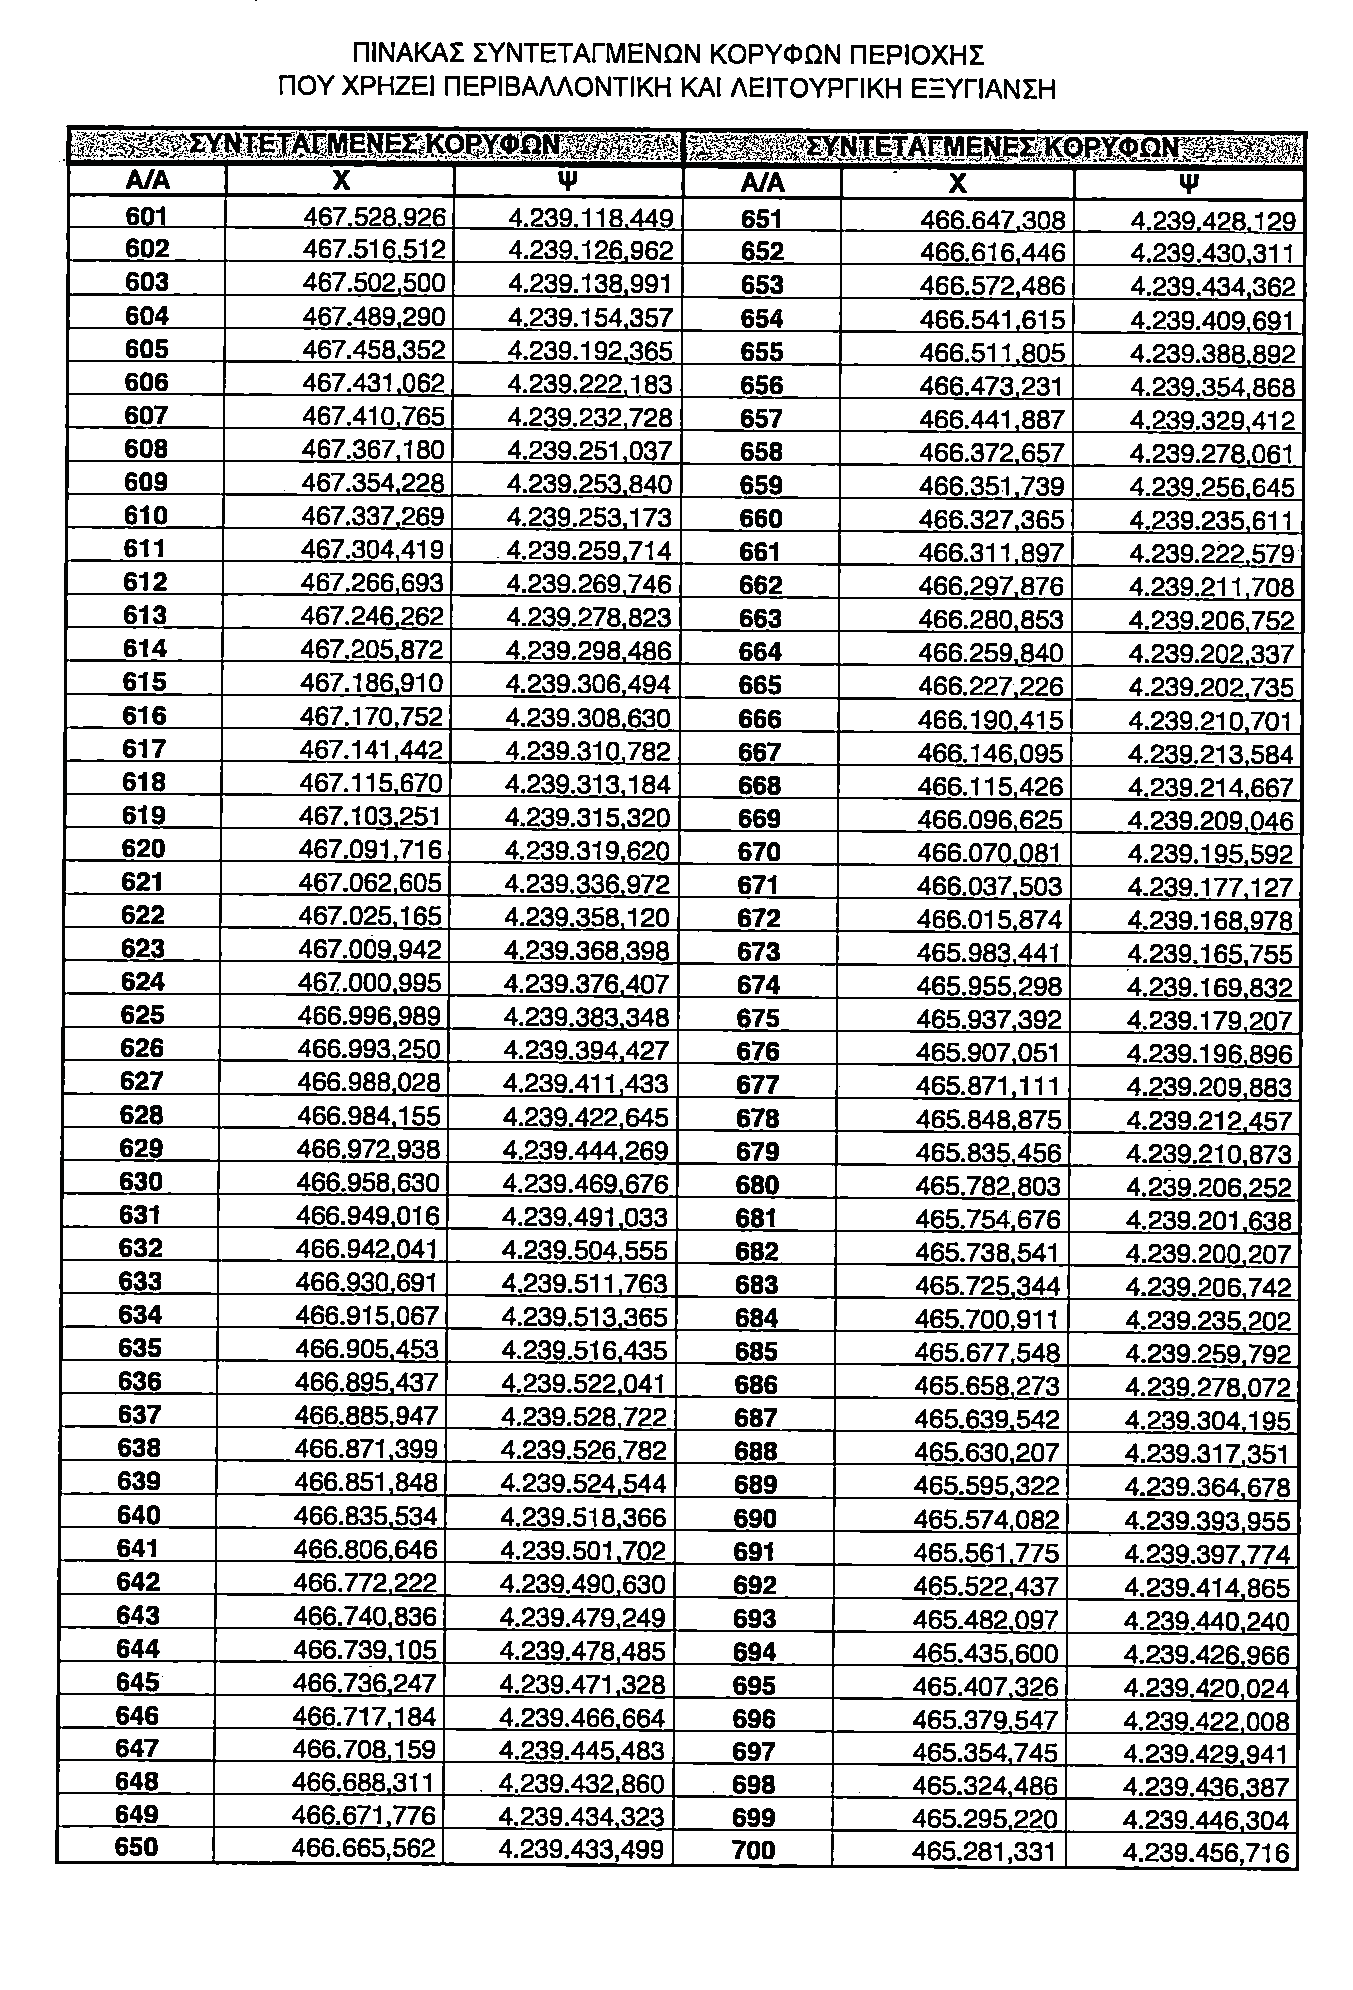 ΠΙΝΑΚΑΣ ΣΥΝΤΕΤΑΓΜΕΝΩΝ ΚΟΡΥΦΩΝ ΠΕΡΙΟΧΗΣ
ΠΟΥ ΧΡΗΖΕΙ ΠΕΡΙΒΑΛΛΟΝΤΙΚΗ ΚΑΙ ΛΕΙΤΟΥΡΓΙΚΗ ΕΞΥΓΙΑΝΣΗ
ΣΥΝΤΕΤΑΓΜΕΝΕΣ ΚΟΡΥΦΩΝ ΣΥΝΤΕΤΑΓΜΕΝΕΣ ΚΟΡΥΦΩΝ
Α/Α Χ Ψ Α/Α Χ Ψ
601 467.528,926 4.239.118,449 651 466.647,308 4.239.428,129
602 467.516,512 4.239.126,962 652 466.616,446 4.239.430,311
603 467.502,500 4.239.138,991 653 466.572,486 4.239.434,362
604 467.489,290 4.239.154,357 654 466.541,615 4.239.409,691
605 467.458,352 4.239.192,365 655 466.511,805 4.239.388,892
606 467.431,062 4.239.222,183 656 466.473,231 4.239.354,868
607 467.410,765 4.239.232,728 657 466.441,887 4.239.329,412
608 467.367,180 4.239.251,037 658 466.372,657 4.239.278,061
609 467.354,228 4.239.253,840 659 466.351,739 4.239.256,645
610 467.337,269 4.239.253,173 660 466.327,365 4.239.235,611
611 467.304,419 4.239.259,714 661 466.311,897 4.239.222,579
612 467.266,693 4.239.269,746 662 466.297,876 4.239.211,708
613 467.246,262 4.239.278,823 663 466.280,853 4.239.206,752
614 467.205,872 4.239.298,486 664 466.259,840 4.239.202,337
615 467.186,910 4.239.306,494 665 466.227,226 4.239.202,735
616 467.170,752 4.239.308,630 666 466.190,415 4.239.210,701
617 467.141,442 4.239.310,782 667 466.146,095 4.239.213,584
618 467.115,670 4.239.313,184 668 466.115,426 4.239.214,667
619 467.103,251 4.239.315,320 669 466.096,625 4.239.209,046
620 467.091,716 4.239.319,620 670 466.070,081 4.239.195,592
621 467.062,605 4.239.336,972 671 466.037,503 4.239.177,127
622 467.025,165 4.239.358,120 672 466.015,874 4.239.168,978
623 467.009,942 4.239.368,398 673 465.983,441 4.239.165,755
624 467.000,995 4.239.376,407 674 465.955,298 4.239.169,832
625 466.996,989 4.239.383,348 675 465.937,392 4.239.179,207
626 466.993,250 4.239.394,427 676 465.907,051 4.239.196,896
627 466.988,028 4.239.411,433 677 465.871,111 4.239.209,883
628 466.984,155 4.239.422,645 678 465.848,875 4.239.212,457
629 466.972,938 4.239.444,269 679 465.835,456 4.239.210,873
630 466.958,630 4.239.469,676 680 465.782,803 4.239.206,252
631 466.949,016 4.239.491,033 681 465.754,676 4.239.201,638
632 466.942,041 4.239.504,555 682 465.738,541 4.239.200,207
633 466.930,691 4.239.511,763 683 465.725,344 4.239.206,742
634 466.915,067 4.239.513,365 684 465.700,911 4.239.235,202
635 466.905,453 4.239.516,435 685 465.677,548 4.239.259,792
636 466.895,437 4.239.522,041 686 465.658,273 4.239.278,072
637 466.885,947 4.239.528,722 687 465.639,542 4.239.304,195
638 466.871,399 4.239.526,782 688 465.630,207 4.239.317,351
639 466.851,848 4.239.524,544 689 465.595,322 4.239.364,678
640 466.835,534 4.239.518,366 690 465.574,082 4.239.393,955
641 466.806,646 4.239.501,702 691 465.561,775 4.239.397,774
642 466.772,222 4.239.490,630 692 465.522,437 4.239.414,865
643 466.740,836 4.239.479,249 693 465.482,097 4.239.440,240
644 466.739,105 4.239.478,485 694 465.435,600 4.239.426,966
645 466.736,247 4.239.471,328 695 465.407,326 4.239.420,024
646 466.717,184 4.239.466,664 696 465.379,547 4.239.422,008
647 466.708,159 4.239.445,483 697 465.354,745 4.239.429,941
648 466.688,311 4.239.432,860 698 465.324,486 4.239.436,387
649 466.671,776 4.239.434,323 699 465.295,220 4.239.446,304
650 466.665,562 4.239.433,499 700 465.281,331 4.239.456,716